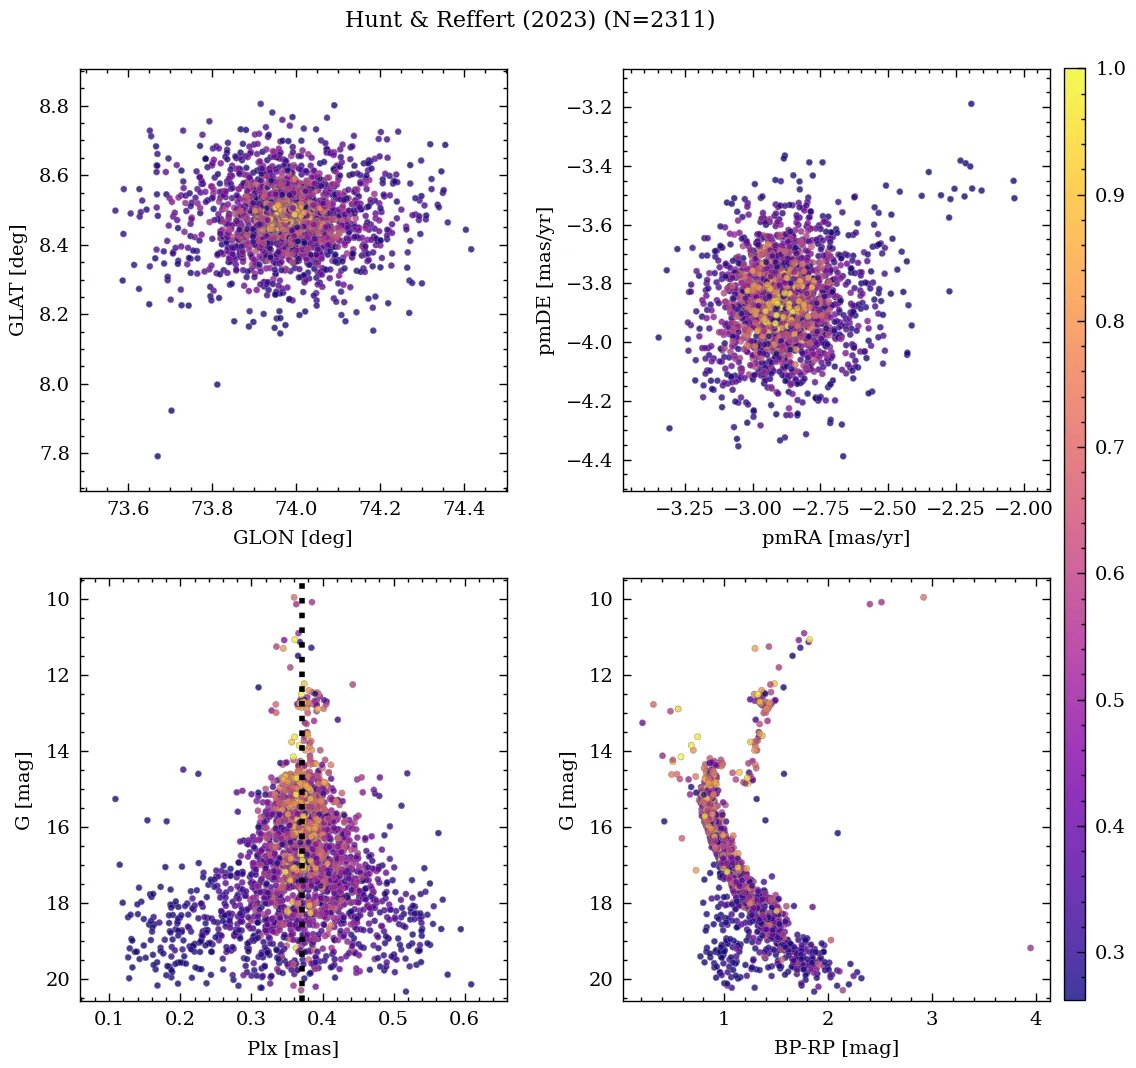 Hunt & Reffert (2023) (N=2311)
8.8
8.6
8.4
8.2
8.0
7.8
GLAT [deg]
73.6 73.8 74.0 74.2 74.4
GLON [deg]
−3.2
−3.4
−3.6
−3.8
−4.0
−4.2
−4.4
pmDE [mas/yr]
−3.25 −3.00 −2.75 −2.50 −2.25 −2.00
pmRA [mas/yr]
1.0
0.9
0.8
0.7
0.6
0.5
0.4
0.3
10
12
14
16
18
20
G [mag]
0.1 0.2 0.3 0.4 0.5 0.6
Plx [mas]
10
12
14
16
18
20
G [mag]
1 2 3 4
BP-RP [mag]